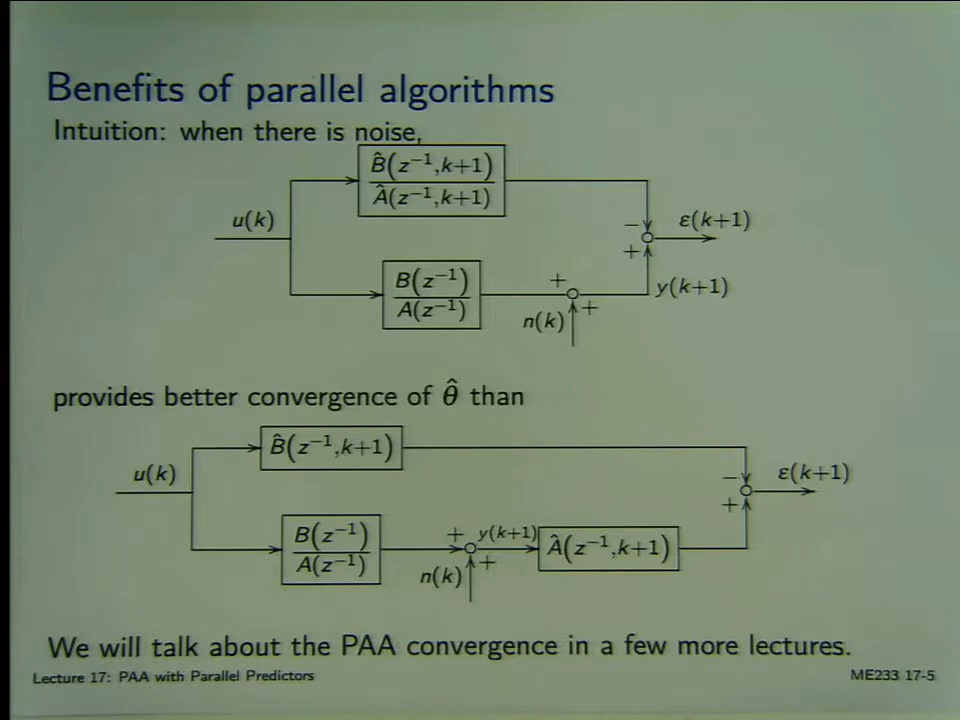 Benefits of parallel algorithms
Intuition: when there is noise,
B̂(z⁻¹,k+1)
Â(z⁻¹,k+1)
u(k)
−
ε(k+1)
+
B(z⁻¹)
A(z⁻¹)
+
y(k+1)
n(k)
+
provides better convergence of θ̂ than
B̂(z⁻¹,k+1)
u(k)
−
ε(k+1)
+
B(z⁻¹)
A(z⁻¹)
+
y(k+1)
Â(z⁻¹,k+1)
n(k)
+
We will talk about the PAA convergence in a few more lectures.
Lecture 17: PAA with Parallel Predictors
ME233 17-5